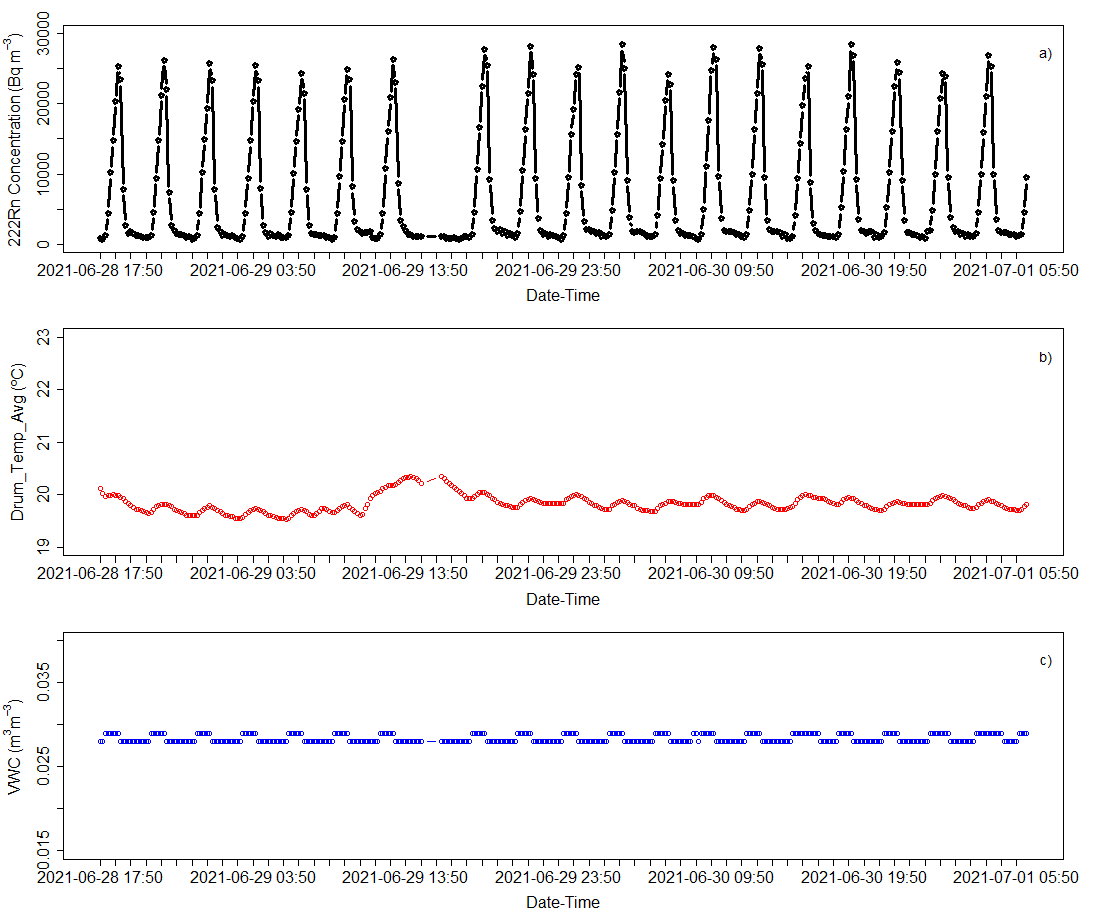 a)
222Rn Concentration (Bq m⁻³)
30000
20000
10000
0
2021-06-28 17:50 2021-06-29 03:50 2021-06-29 13:50 2021-06-29 23:50 2021-06-30 09:50 2021-06-30 19:50 2021-07-01 05:50
Date-Time
b)
Drum_Temp_Avg (ºC)
23
22
21
20
19
2021-06-28 17:50 2021-06-29 03:50 2021-06-29 13:50 2021-06-29 23:50 2021-06-30 09:50 2021-06-30 19:50 2021-07-01 05:50
Date-Time
c)
VWC (m³m⁻³)
0.035
0.025
0.015
2021-06-28 17:50 2021-06-29 03:50 2021-06-29 13:50 2021-06-29 23:50 2021-06-30 09:50 2021-06-30 19:50 2021-07-01 05:50
Date-Time